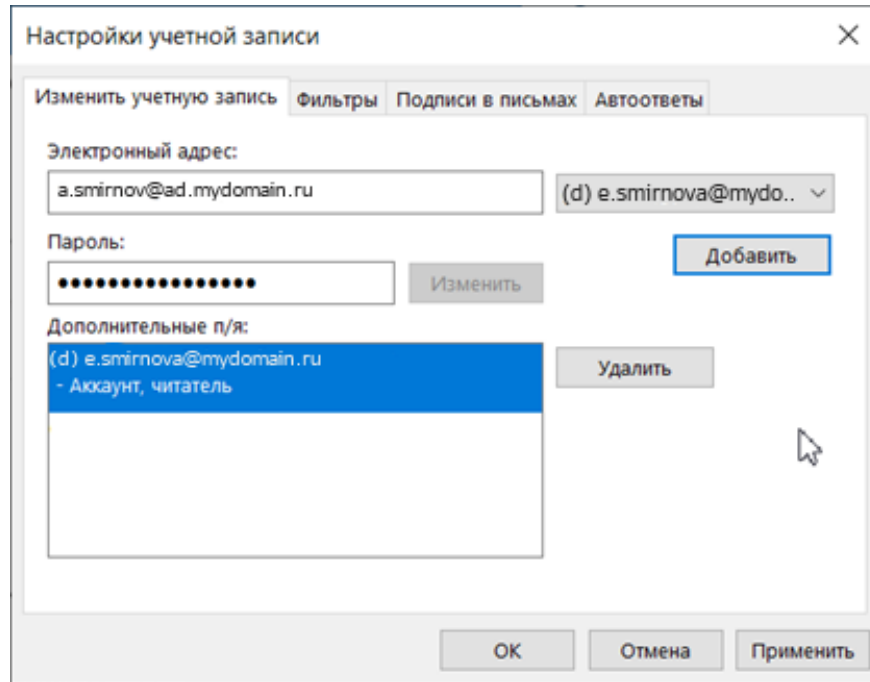 Настройки учетной записи
Изменить учетную запись Фильтры Подписи в письмах Автоответы
Электронный адрес:
a.smirnov@ad.mydomain.ru (d) e.smirnova@mydo..
Пароль: Добавить
●●●●●●●●●●●●●●●● Изменить
Дополнительные п/я:
(d) e.smirnova@mydomain.ru
- Аккаунт, читатель
Удалить
ОК Отмена Применить